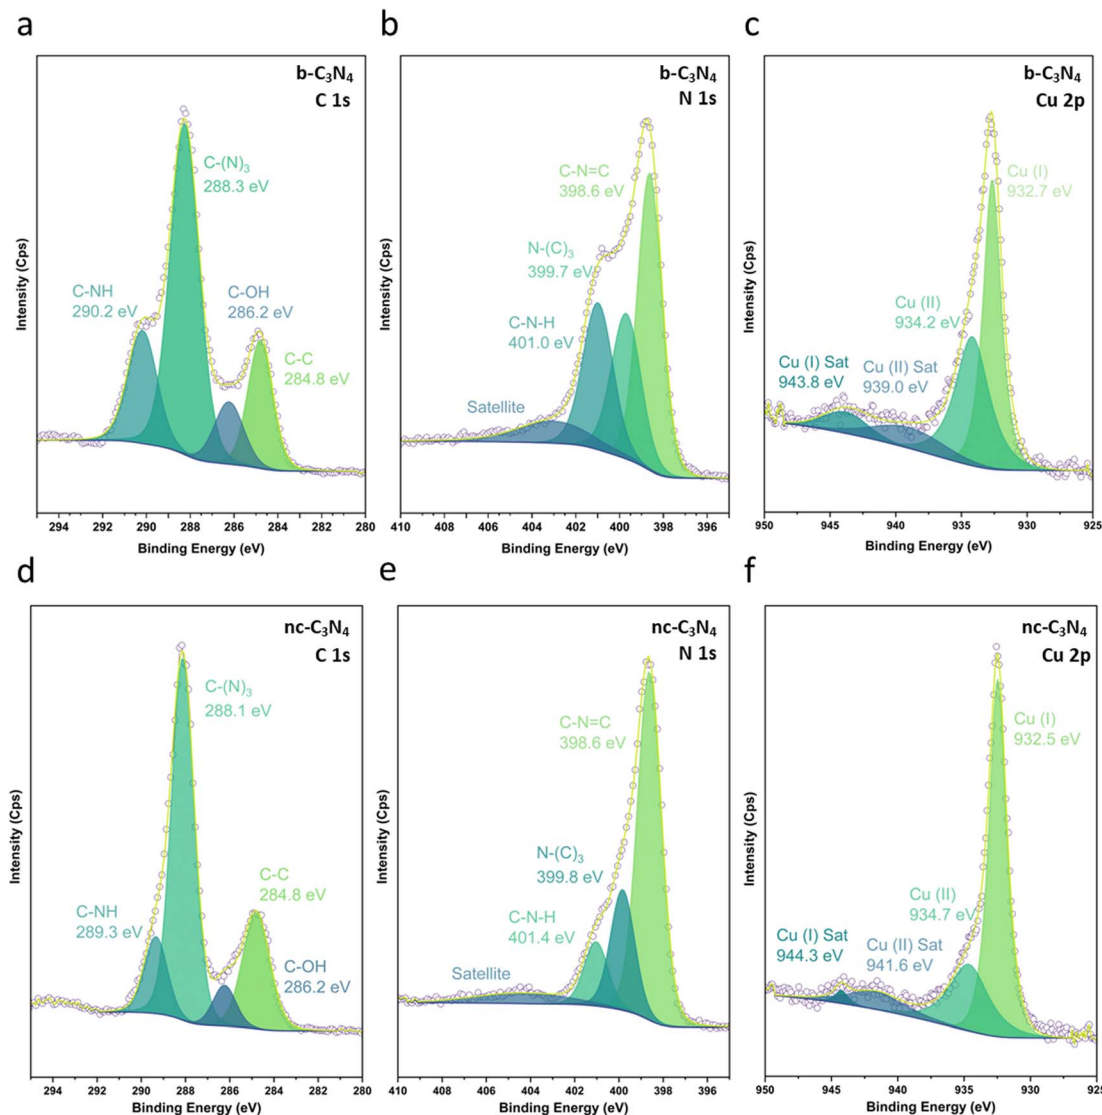 a
b-C₃N₄
C 1s
C-(N)₃
288.3 eV
C-NH
290.2 eV
C-OH
286.2 eV
C-C
284.8 eV
Intensity (Cps)
294 292 290 288 286 284 282 280
Binding Energy (eV)
b
b-C₃N₄
N 1s
C-N=C
398.6 eV
N-(C)₃
399.7 eV
C-N-H
401.0 eV
Satellite
Intensity (Cps)
410 408 406 404 402 400 398 396
Binding Energy (eV)
c
b-C₃N₄
Cu 2p
Cu (I)
932.7 eV
Cu (II)
934.2 eV
Cu (I) Sat
943.8 eV
Cu (II) Sat
939.0 eV
Intensity (Cps)
950 945 940 935 930 925
Binding Energy (eV)
d
nc-C₃N₄
C 1s
C-(N)₃
288.1 eV
C-C
284.8 eV
C-NH
289.3 eV
C-OH
286.2 eV
Intensity (Cps)
294 292 290 288 286 284 282 280
Binding Energy (eV)
e
nc-C₃N₄
N 1s
C-N=C
398.6 eV
N-(C)₃
399.8 eV
C-N-H
401.4 eV
Satellite
Intensity (Cps)
410 408 406 404 402 400 398 396
Binding Energy (eV)
f
nc-C₃N₄
Cu 2p
Cu (I)
932.5 eV
Cu (II)
934.7 eV
Cu (I) Sat
944.3 eV
Cu (II) Sat
941.6 eV
Intensity (Cps)
950 945 940 935 930 925
Binding Energy (eV)